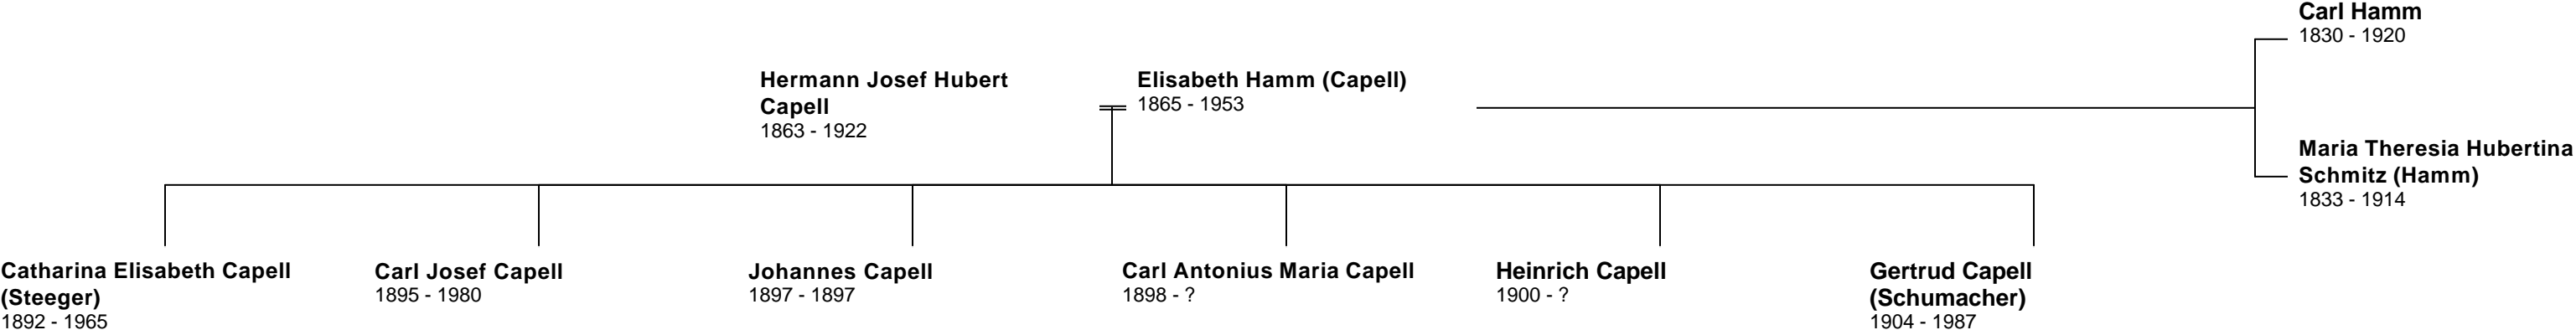 Carl Hamm
1830 - 1920
Hermann Josef Hubert
Capell
1863 - 1922
Elisabeth Hamm (Capell)
1865 - 1953
Maria Theresia Hubertina
Schmitz (Hamm)
1833 - 1914
Catharina Elisabeth Capell
(Steeger)
1892 - 1965
Carl Josef Capell
1895 - 1980
Johannes Capell
1897 - 1897
Carl Antonius Maria Capell
1898 - ?
Heinrich Capell
1900 - ?
Gertrud Capell
(Schumacher)
1904 - 1987